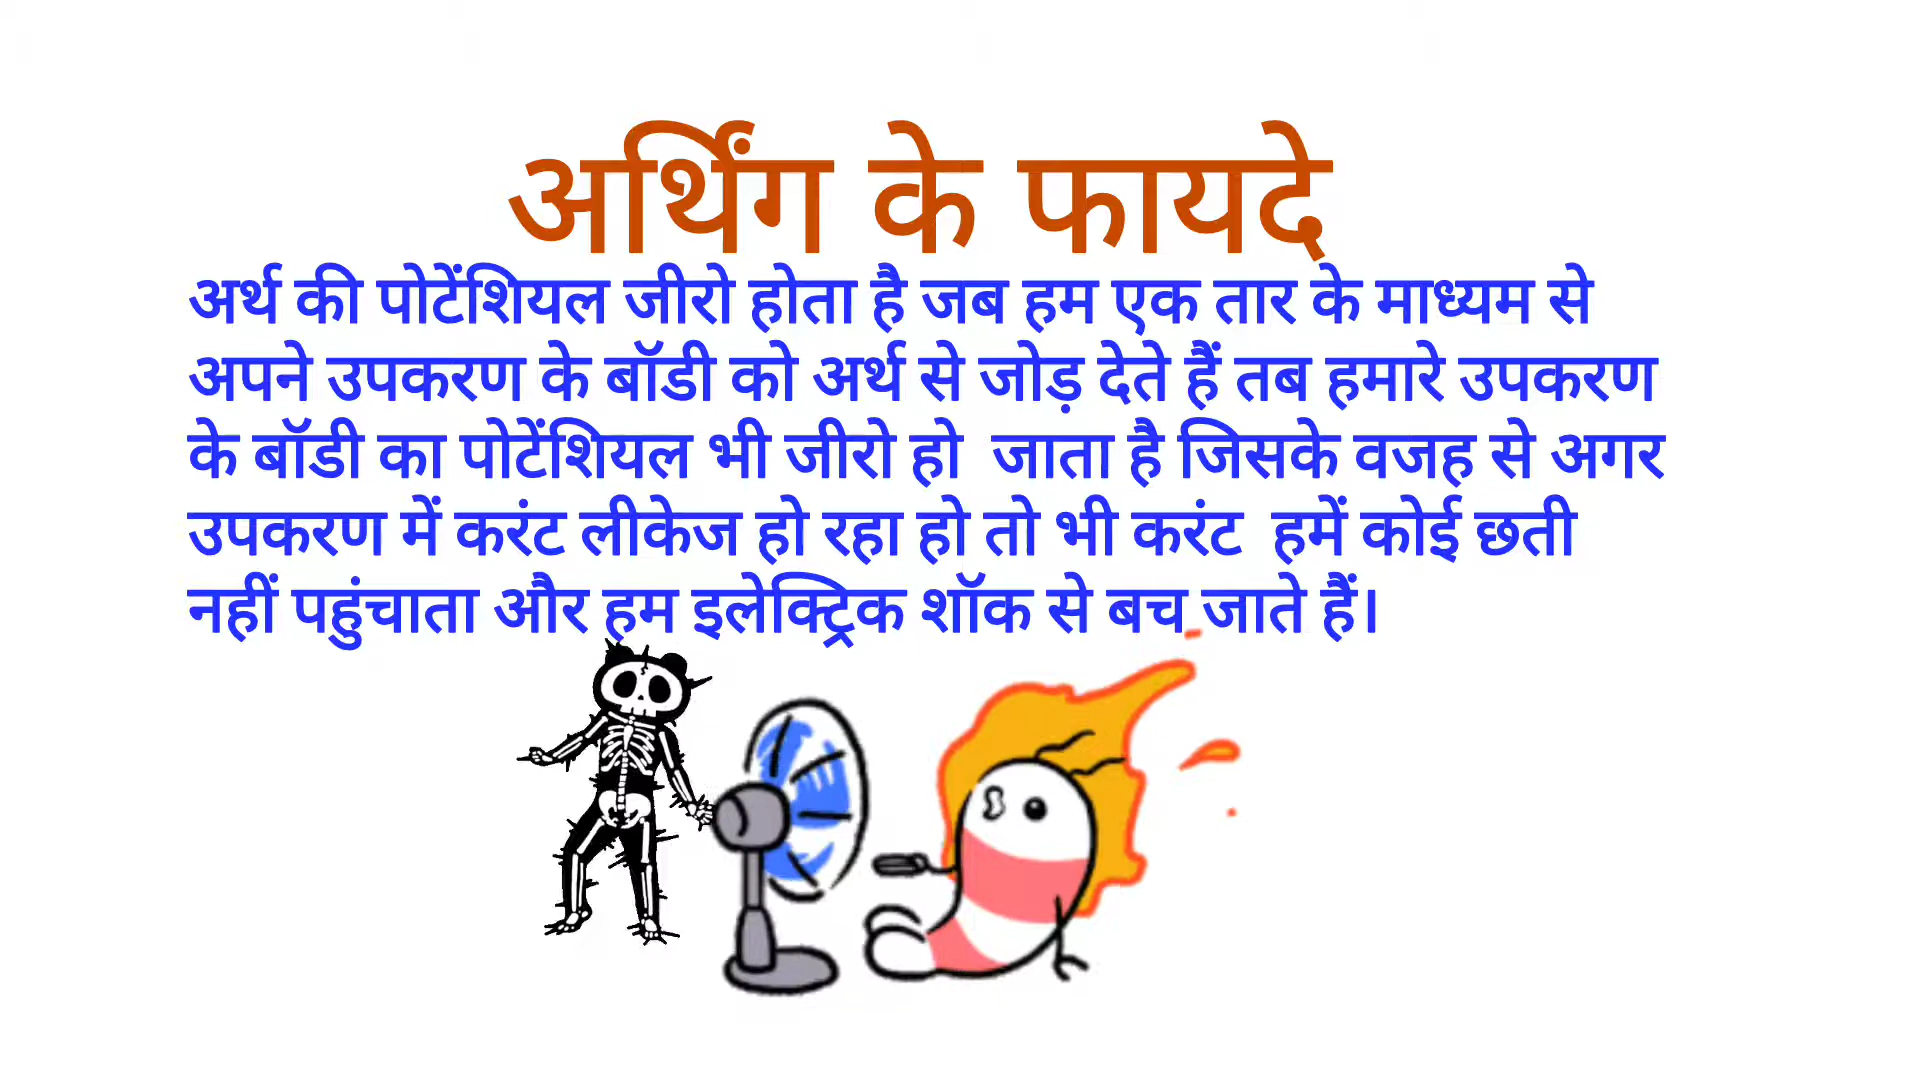 अर्थिंग के फायदे
अर्थ की पोटेंशियल जीरो होता है जब हम एक तार के माध्यम से
अपने उपकरण के बॉडी को अर्थ से जोड़ देते हैं तब हमारे उपकरण
के बॉडी का पोटेंशियल भी जीरो हो जाता है जिसके वजह से अगर
उपकरण में करंट लीकेज हो रहा हो तो भी करंट हमें कोई छती
नहीं पहुंचाता और हम इलेक्ट्रिक शॉक से बच जाते हैं।